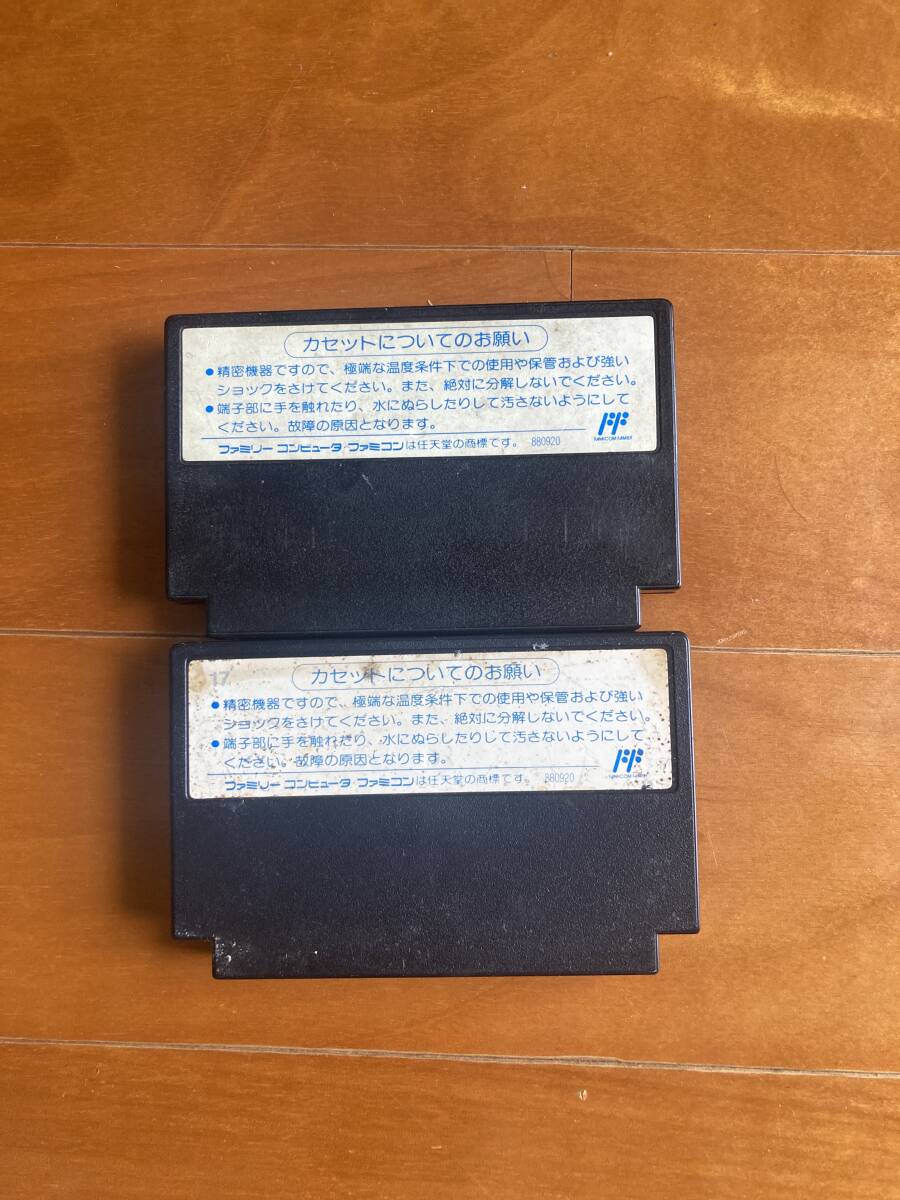 カセットについてのお願い
●精密機器ですので、極端な温度条件下での使用や保管および強い
ショックをさけてください。また、絶対に分解しないでください。
●端子部に手を触れたり、水にぬらしたりして汚さないようにして
ください。故障の原因となります。
FAMICOM FAMILY
ファミリーコンピュータ・ファミコンは任天堂の商標です。 880920
17
カセットについてのお願い
●精密機器ですので、極端な温度条件下での使用や保管および強い
ショックをさけてください。また、絶対に分解しないでください。
●端子部に手を触れたり、水にぬらしたりして汚さないようにして
ください。故障の原因となります。
FAMICOM FAMILY
ファミリーコンピュータ・ファミコンは任天堂の商標です。 880920